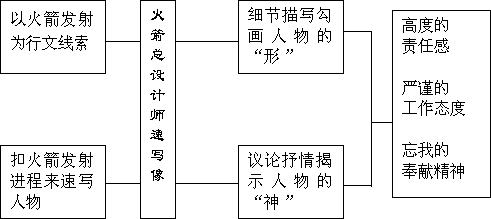 以火箭发射
为行文线索
扣火箭发射
进程来速写
人物
火箭总设计师速写像
细节描写勾
画人物的
“形”
议论抒情揭
示人物的
“神”
高度的
责任感
严谨的
工作态度
忘我的
奉献精神